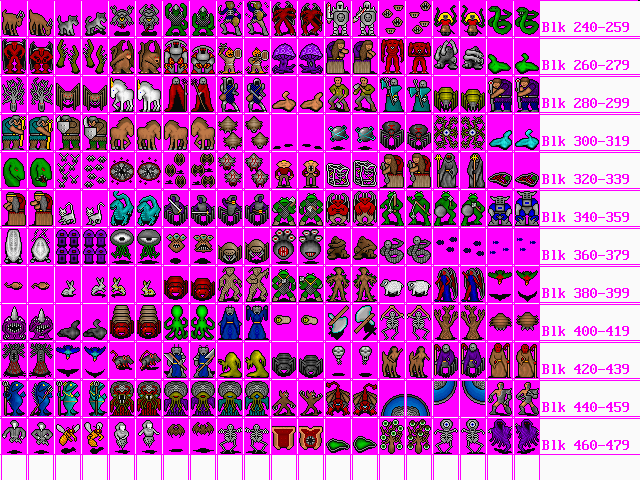 Blk 240-259
Blk 260-279
Blk 280-299
Blk 300-319
Blk 320-339
Blk 340-359
Blk 360-379
Blk 380-399
Blk 400-419
Blk 420-439
Blk 440-459
Blk 460-479